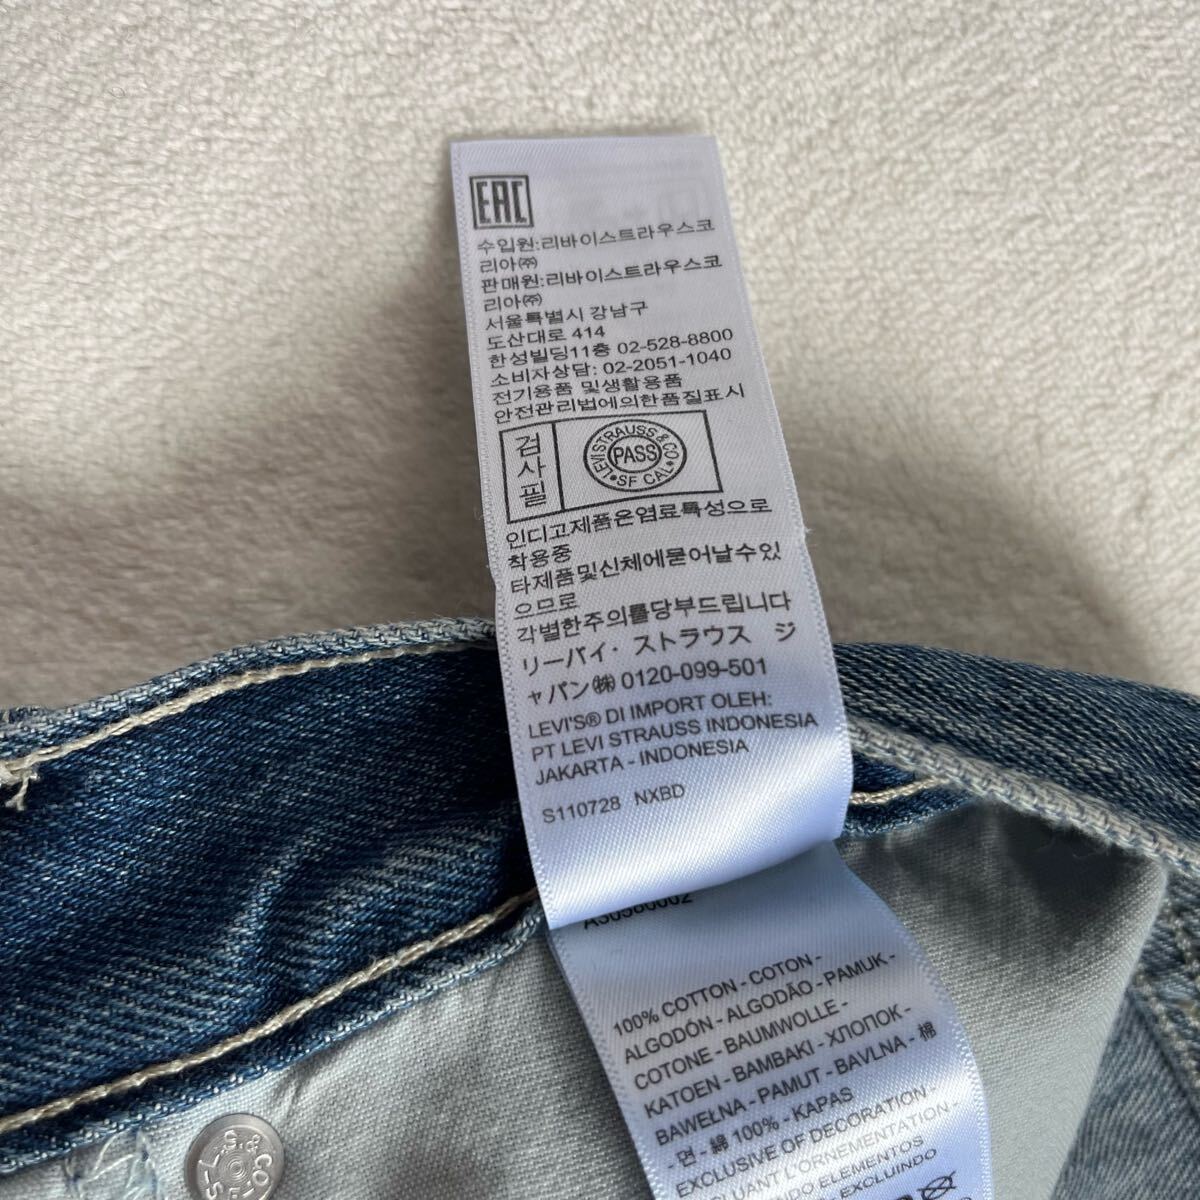 EAC
수입원:리바이스트라우스코
리아㈜
판매원:리바이스트라우스코
리아㈜
서울특별시 강남구
도산대로 414
한성빌딩11층 02-528-8800
소비자상담: 02-2051-1040
전기용품 및생활용품
안전관리법에의한품질표시
검사필
LEVI STRAUSS & CO
PASS
SF CAL
인디고제품은염료특성으로
착용중
타제품및신체에묻어날수있
으므로
각별한주의를당부드립니다
リーバイ・ストラウス ジ
ャパン㈱ 0120-099-501
LEVI'S® DI IMPORT OLEH:
PT LEVI STRAUSS INDONESIA
JAKARTA - INDONESIA
S110728 NXBD
100% COTTON - COTON -
ALGODÓN - ALGODÃO - PAMUK -
COTONE - BAUMWOLLE -
KATOEN - BAMBAKI - ХЛОПОК -
BAWEŁNA - PAMUT - BAVLNA - 棉
- 면 - 綿 100% - KAPAS
EXCLUSIVE OF DECORATION -
EXCLUANT L'ORNEMENTATION -
ELEMENTOS
EXCLUINDO
L.S.&CO.
S.F.